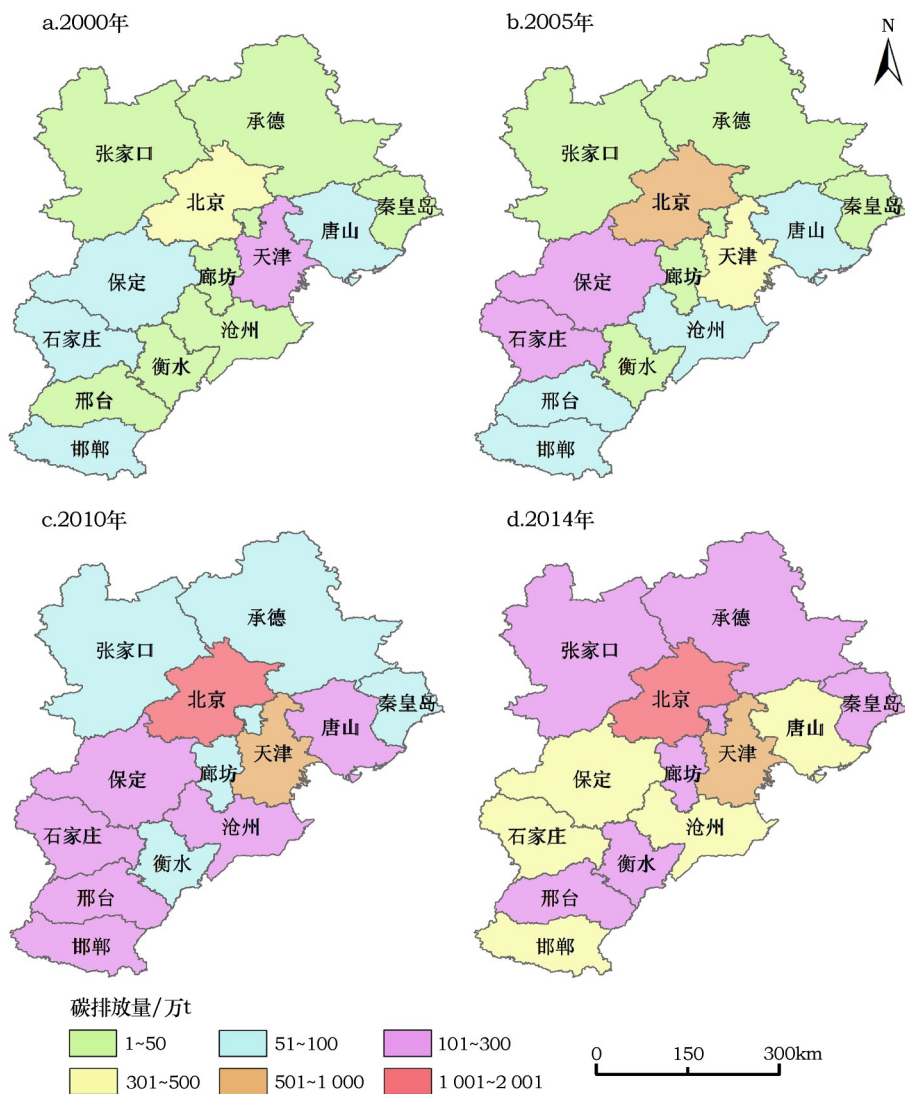 a.2000年
张家口
承德
北京
秦皇岛
唐山
天津
廊坊
保定
沧州
石家庄
衡水
邢台
邯郸
b.2005年
N
张家口
承德
北京
秦皇岛
唐山
天津
廊坊
保定
沧州
石家庄
衡水
邢台
邯郸
c.2010年
张家口
承德
北京
秦皇岛
唐山
天津
廊坊
保定
沧州
石家庄
衡水
邢台
邯郸
d.2014年
张家口
承德
北京
秦皇岛
唐山
天津
廊坊
保定
沧州
石家庄
衡水
邢台
邯郸
碳排放量/万t
1~50
51~100
101~300
301~500
501~1 000
1 001~2 001
0 150 300km